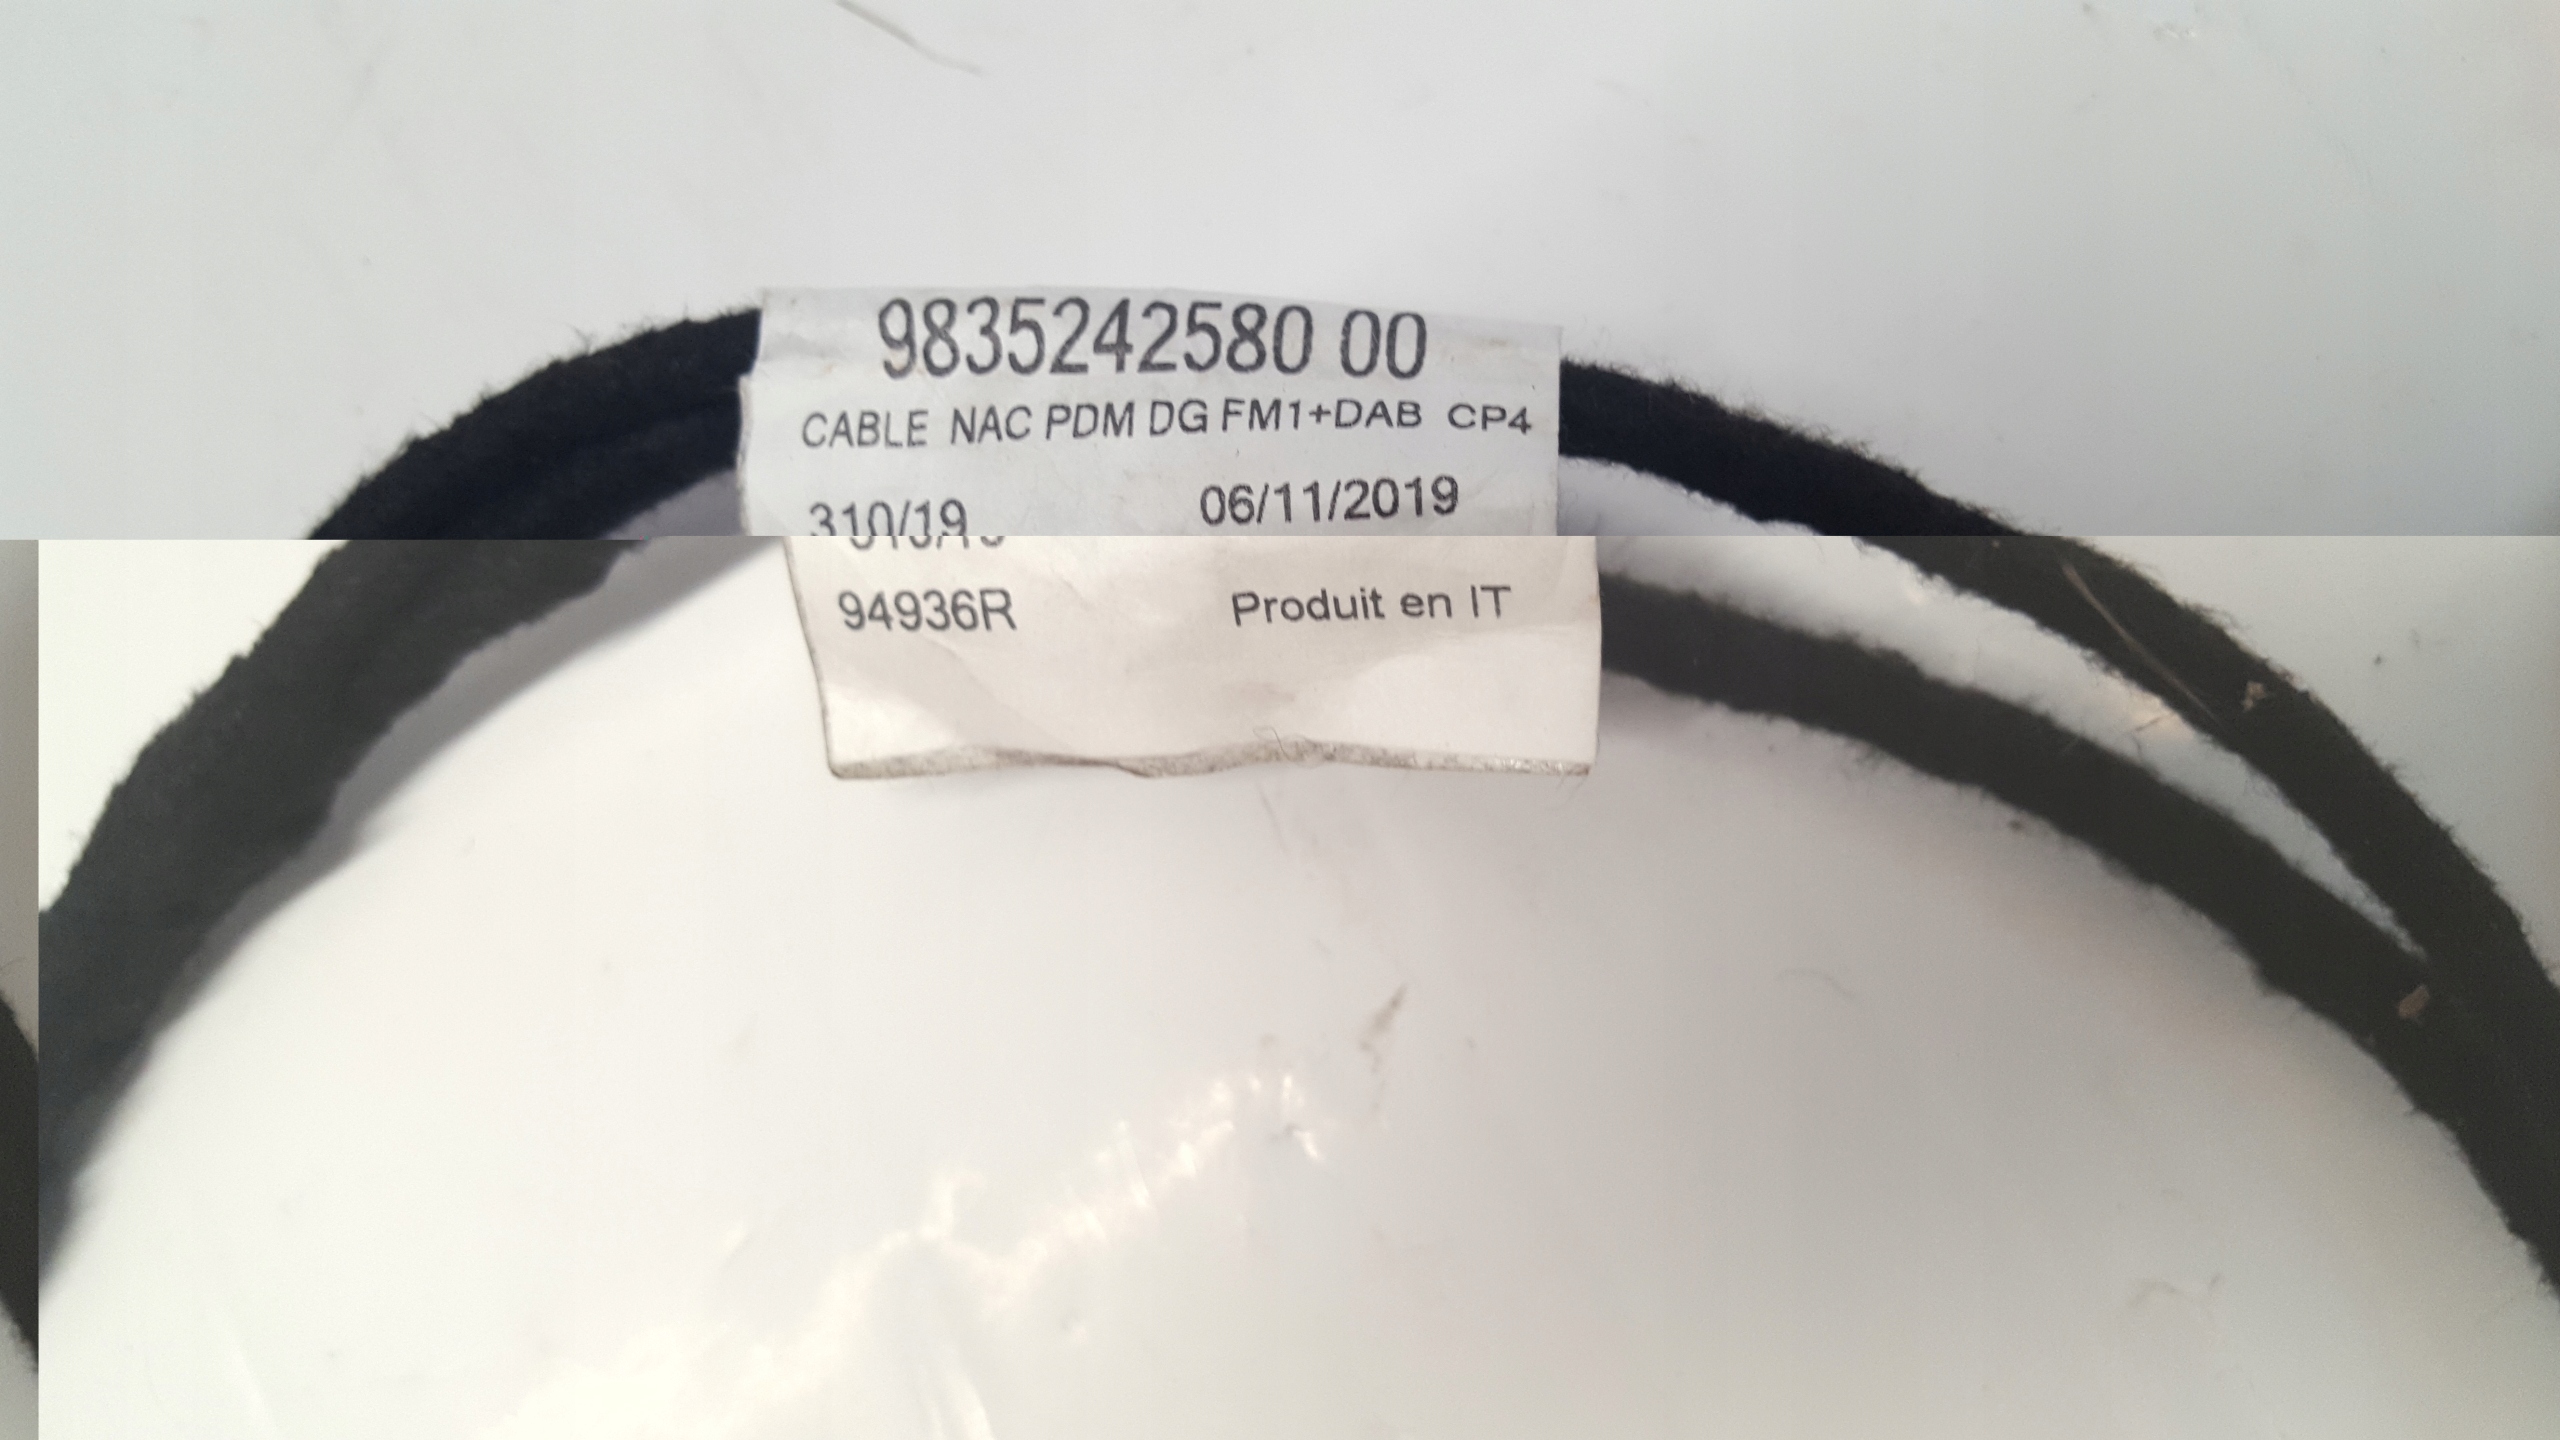 9835242580 00
CABLE NAC PDM DG FM1+DAB CP4
310/19 06/11/2019
94936R Produit en IT